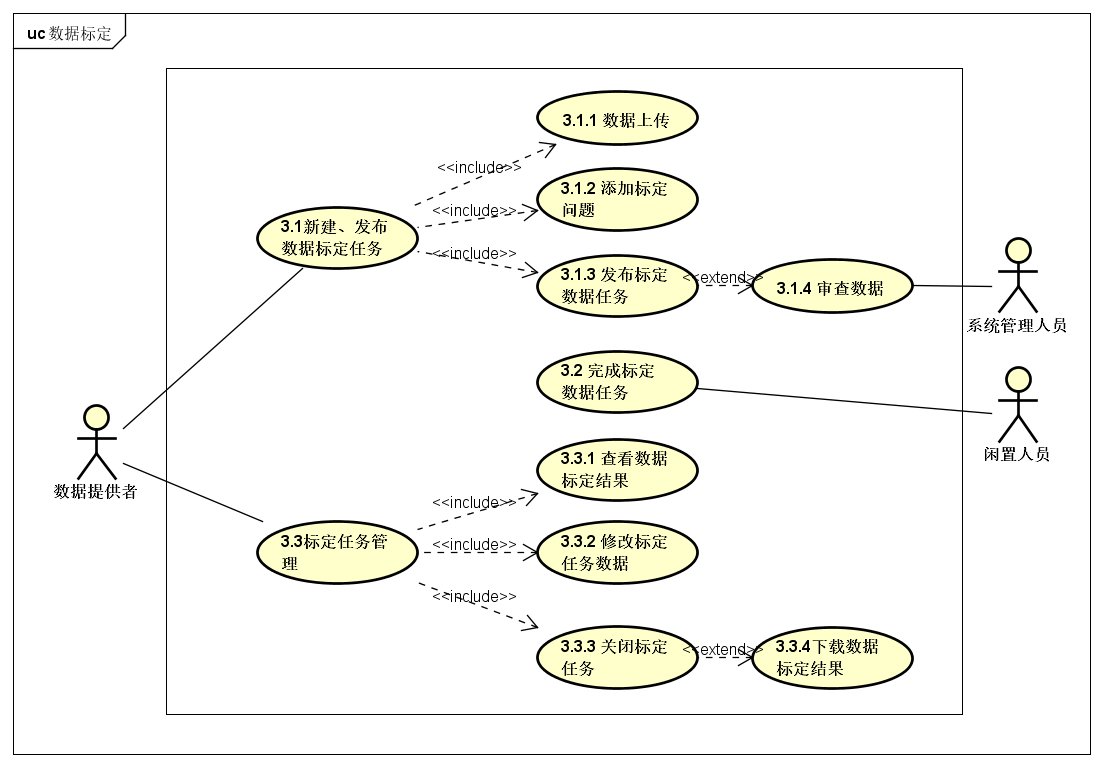 uc 数据标定
3.1.1 数据上传
<<include>>
3.1.2 添加标定
问题
<<include>>
3.1新建、发布
数据标定任务
<<include>>
3.1.3 发布标定
数据任务
<<extend>>
3.1.4 审查数据
系统管理人员
3.2 完成标定
数据任务
闲置人员
数据提供者
3.3.1 查看数据
标定结果
<<include>>
3.3标定任务管
理
<<include>>
3.3.2 修改标定
任务数据
<<include>>
3.3.3 关闭标定
任务
<<extend>>
3.3.4下载数据
标定结果